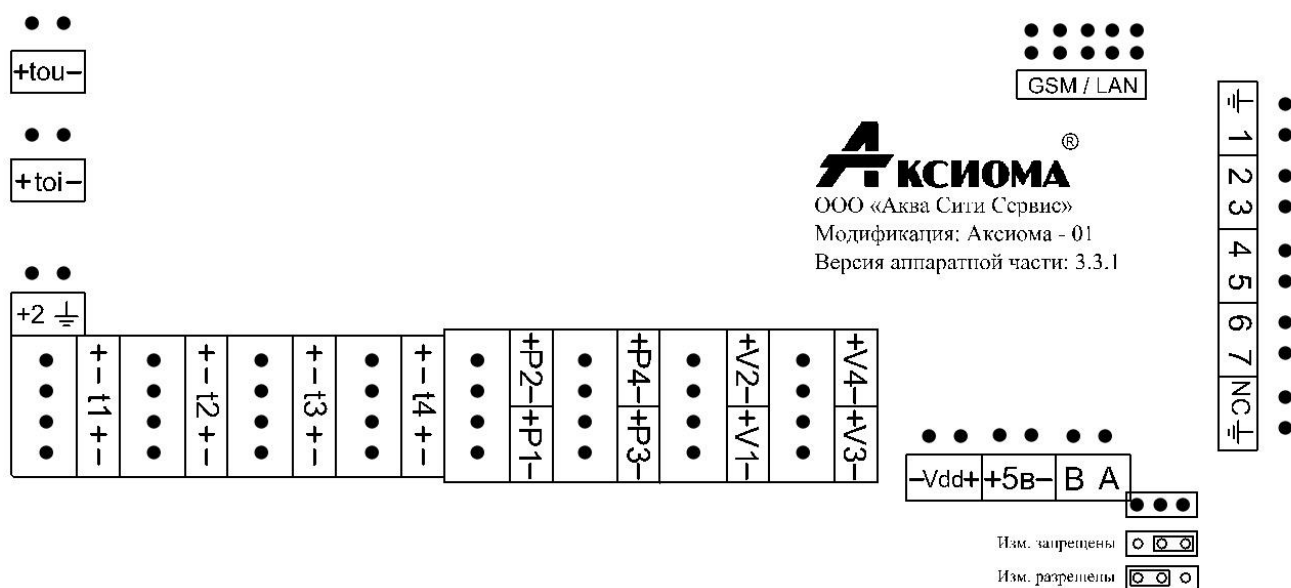 +tou−
GSM / LAN
+toi−
®
АКСИОМА
ООО «Аква Сити Сервис»
Модификация: Аксиома - 01
Версия аппаратной части: 3.3.1
1
2
3
4
5
6
7
NC
+2
+− t1 +−
+− t2 +−
+− t3 +−
+− t4 +−
+P2− +P1−
+P4− +P3−
+V2− +V1−
+V4− +V3−
−Vdd+ +5в− B A
Изм. запрещены
Изм. разрешены